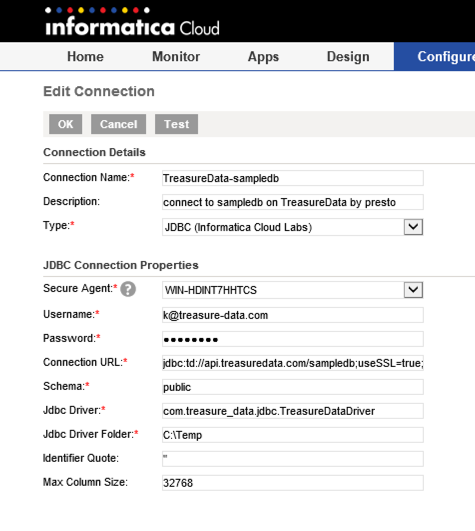 informatica Cloud
Home Monitor Apps Design Configure
Edit Connection
OK Cancel Test
Connection Details
Connection Name:* TreasureData-sampledb
Description: connect to sampledb on TreasureData by presto
Type:* JDBC (Informatica Cloud Labs)
JDBC Connection Properties
Secure Agent:* ? WIN-HDINT7HHTCS
Username:* k@treasure-data.com
Password:* ••••••••
Connection URL:* jdbc:td://api.treasuredata.com/sampledb;useSSL=true;
Schema:* public
Jdbc Driver:* com.treasure_data.jdbc.TreasureDataDriver
Jdbc Driver Folder:* C:\Temp
Identifier Quote: "
Max Column Size: 32768